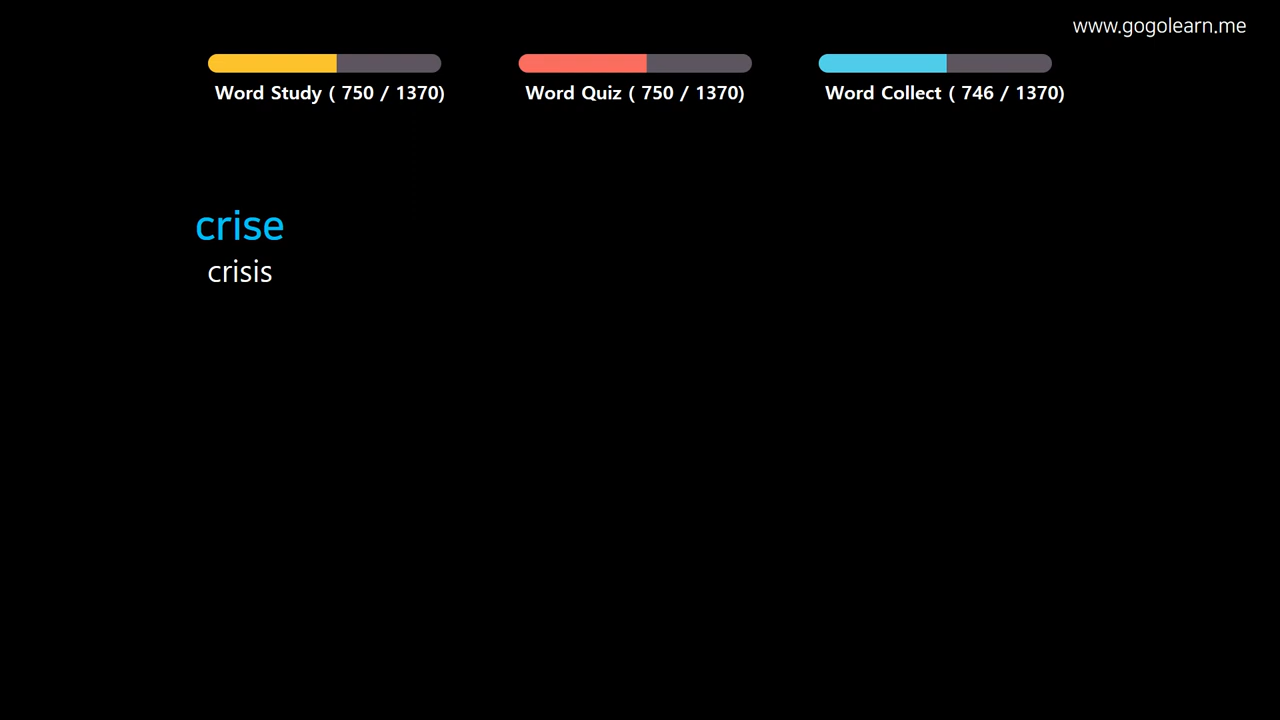 www.gogolearn.me
Word Study ( 750 / 1370)
Word Quiz ( 750 / 1370)
Word Collect ( 746 / 1370)
crise
crisis